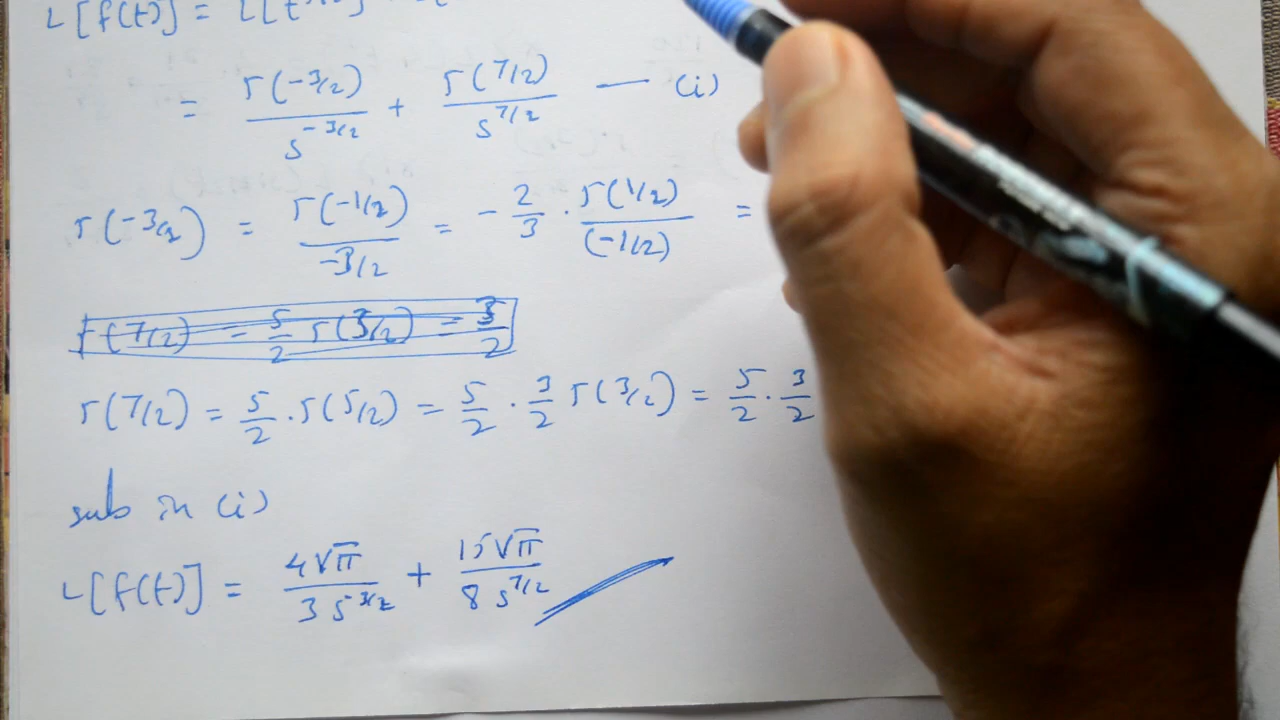 L[f(t)] = L[t
= Γ(-3/2)/s^{-3/2} + Γ(7/2)/s^{7/2} — (i)
Γ(-3/2) = Γ(-1/2)/(-3/2) = -2/3 · Γ(1/2)/(-1/2) =
Γ(7/2) = 5/2 Γ(3/2) = 3/2
Γ(7/2) = 5/2 · Γ(5/2) = 5/2 · 3/2 Γ(3/2) = 5/2 · 3/2
sub in (i)
L[f(t)] = 4√π/3 s^{-3/2} + 15√π/8 s^{7/2}